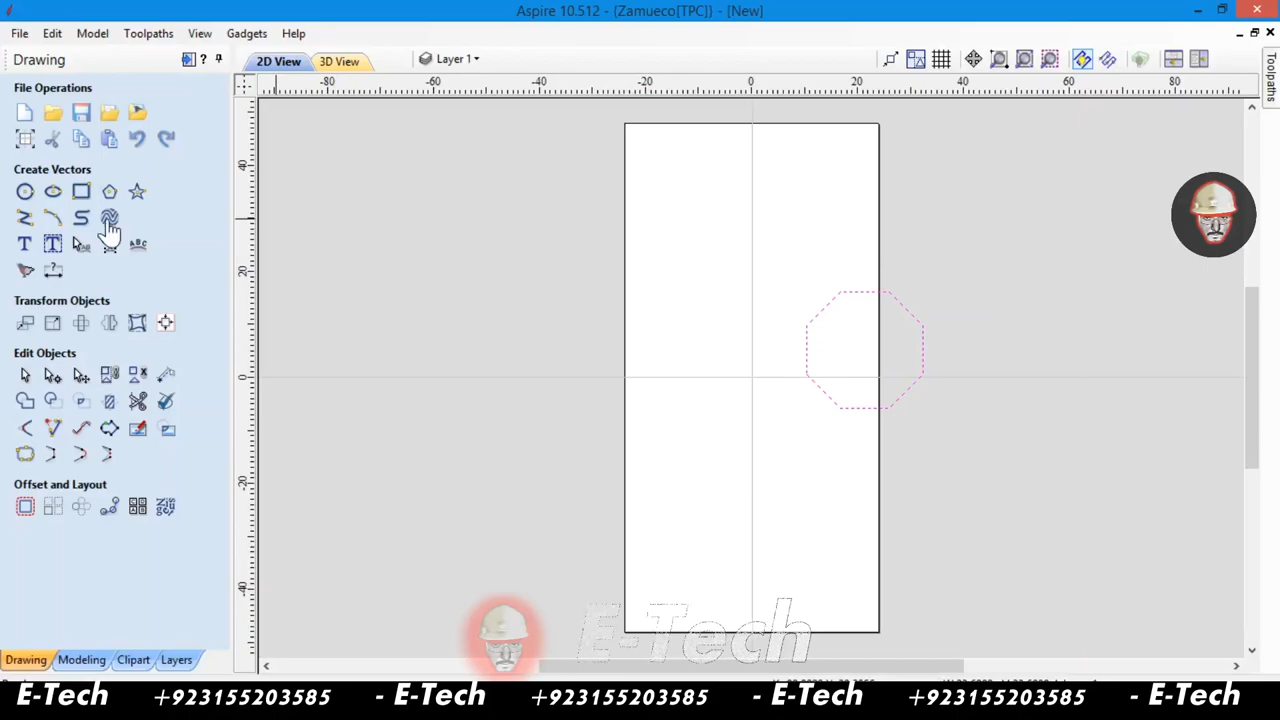 Aspire 10.512 - {Zamueco[TPC]} - [New]
File Edit Model Toolpaths View Gadgets Help
Drawing
2D View 3D View Layer 1
Toolpaths
-80 -60 -40 -20 0 20 40 60 80
File Operations
40
Create Vectors
20
Transform Objects
Edit Objects
0
Offset and Layout
-20
-40
E-Tech
Drawing Modeling Clipart Layers
E-Tech +923155203585 - E-Tech +923155203585 - E-Tech +923155203585 - E-Tech